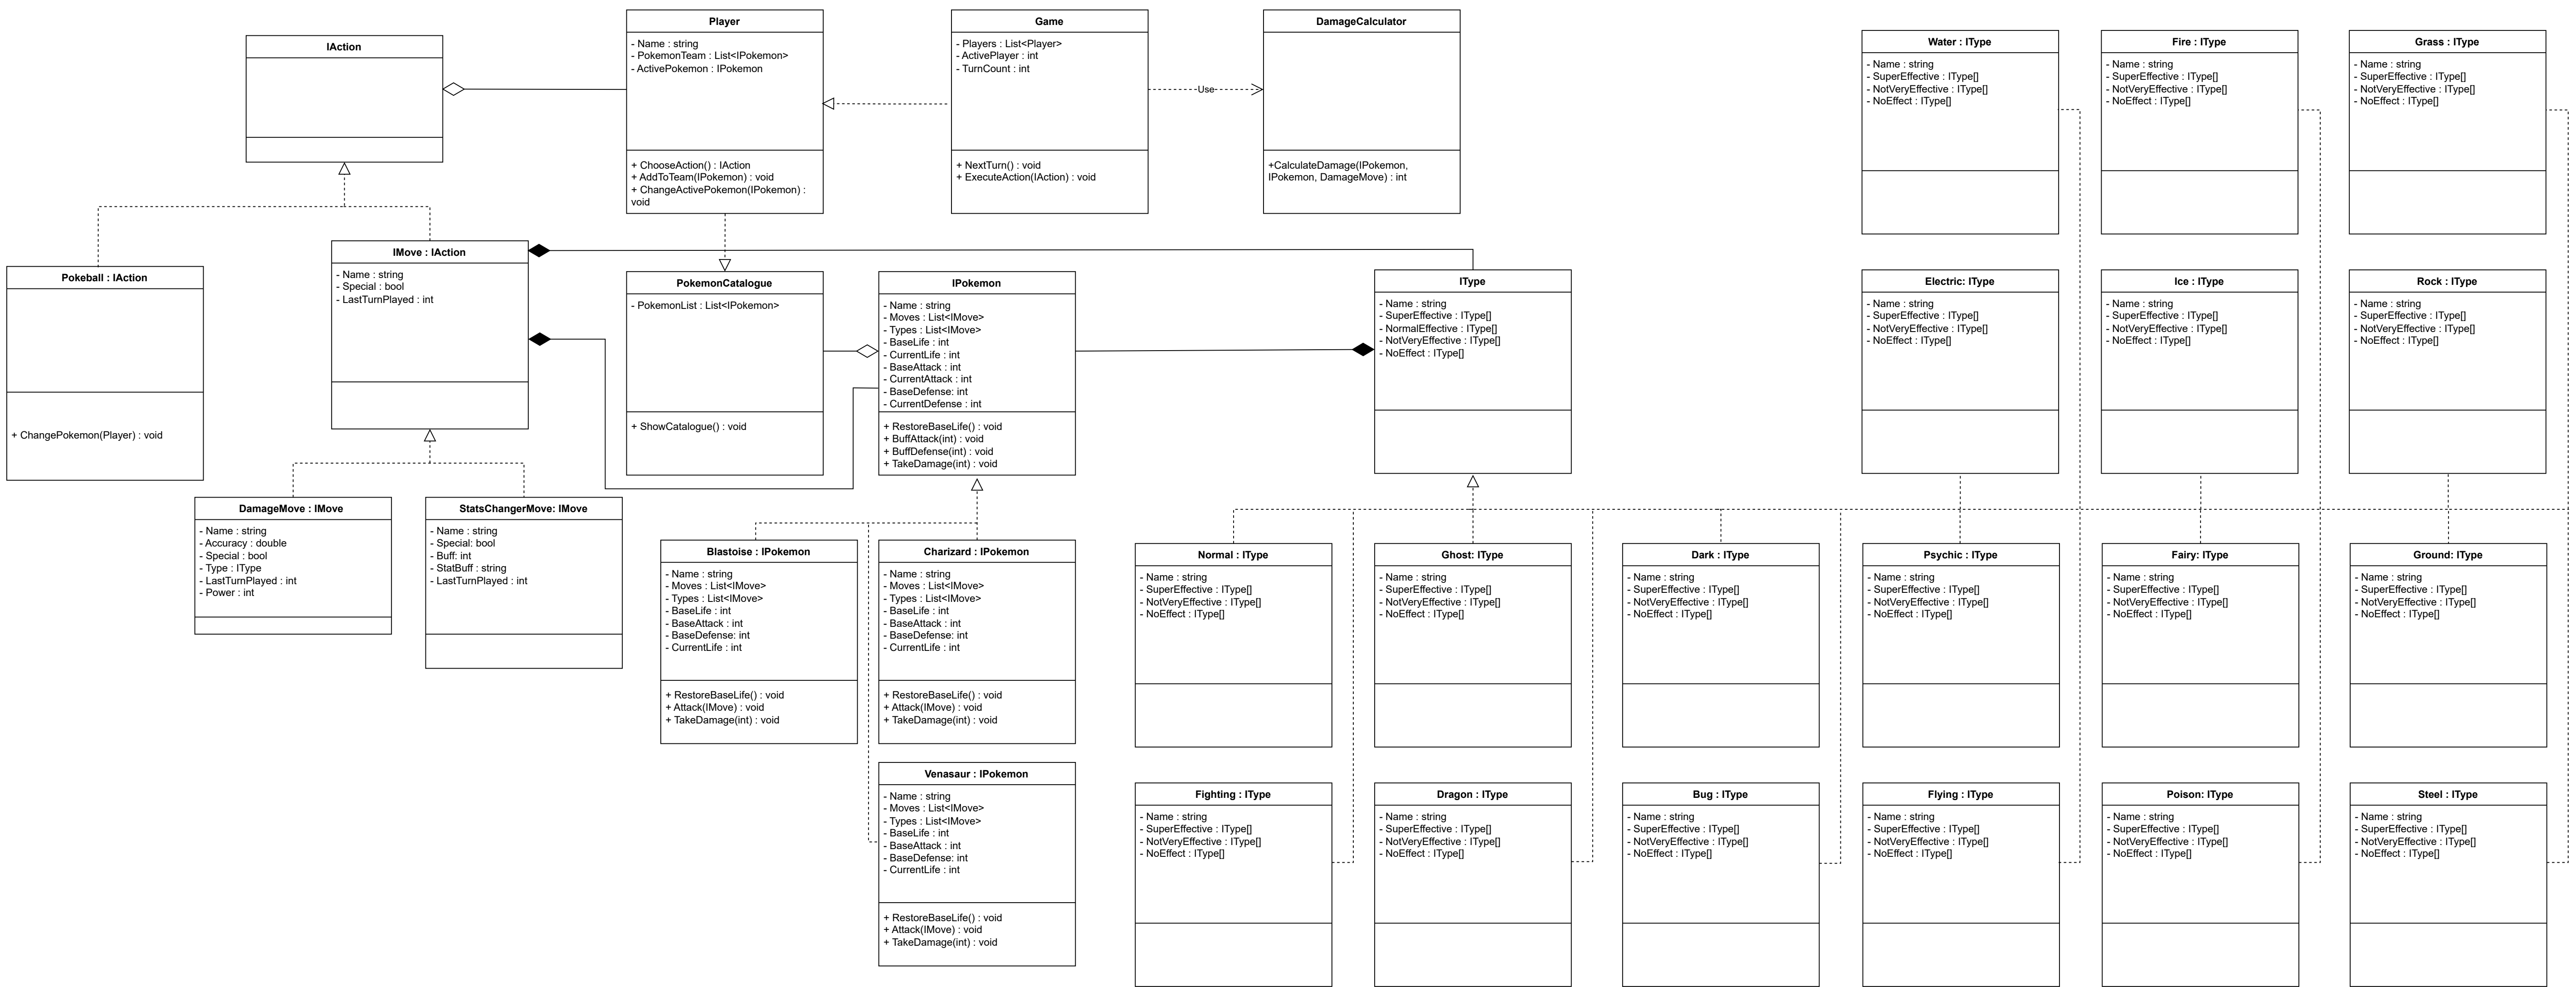 IAction
Player
- Name : string
- PokemonTeam : List<IPokemon>
- ActivePokemon : IPokemon
+ ChooseAction() : IAction
+ AddToTeam(IPokemon) : void
+ ChangeActivePokemon(IPokemon) :
void
Game
- Players : List<Player>
- ActivePlayer : int
- TurnCount : int
+ NextTurn() : void
+ ExecuteAction(IAction) : void
Use
DamageCalculator
+CalculateDamage(IPokemon,
IPokemon, DamageMove) : int
Water : IType
- Name : string
- SuperEffective : IType[]
- NotVeryEffective : IType[]
- NoEffect : IType[]
Fire : IType
- Name : string
- SuperEffective : IType[]
- NotVeryEffective : IType[]
- NoEffect : IType[]
Grass : IType
- Name : string
- SuperEffective : IType[]
- NotVeryEffective : IType[]
- NoEffect : IType[]
Pokeball : IAction
+ ChangePokemon(Player) : void
IMove : IAction
- Name : string
- Special : bool
- LastTurnPlayed : int
PokemonCatalogue
- PokemonList : List<IPokemon>
+ ShowCatalogue() : void
IPokemon
- Name : string
- Moves : List<IMove>
- Types : List<IMove>
- BaseLife : int
- CurrentLife : int
- BaseAttack : int
- CurrentAttack : int
- BaseDefense: int
- CurrentDefense : int
+ RestoreBaseLife() : void
+ BuffAttack(int) : void
+ BuffDefense(int) : void
+ TakeDamage(int) : void
IType
- Name : string
- SuperEffective : IType[]
- NormalEffective : IType[]
- NotVeryEffective : IType[]
- NoEffect : IType[]
Electric: IType
- Name : string
- SuperEffective : IType[]
- NotVeryEffective : IType[]
- NoEffect : IType[]
Ice : IType
- Name : string
- SuperEffective : IType[]
- NotVeryEffective : IType[]
- NoEffect : IType[]
Rock : IType
- Name : string
- SuperEffective : IType[]
- NotVeryEffective : IType[]
- NoEffect : IType[]
DamageMove : IMove
- Name : string
- Accuracy : double
- Special : bool
- Type : IType
- LastTurnPlayed : int
- Power : int
StatsChangerMove: IMove
- Name : string
- Special: bool
- Buff: int
- StatBuff : string
- LastTurnPlayed : int
Blastoise : IPokemon
- Name : string
- Moves : List<IMove>
- Types : List<IMove>
- BaseLife : int
- BaseAttack : int
- BaseDefense: int
- CurrentLife : int
+ RestoreBaseLife() : void
+ Attack(IMove) : void
+ TakeDamage(int) : void
Charizard : IPokemon
- Name : string
- Moves : List<IMove>
- Types : List<IMove>
- BaseLife : int
- BaseAttack : int
- BaseDefense: int
- CurrentLife : int
+ RestoreBaseLife() : void
+ Attack(IMove) : void
+ TakeDamage(int) : void
Normal : IType
- Name : string
- SuperEffective : IType[]
- NotVeryEffective : IType[]
- NoEffect : IType[]
Ghost: IType
- Name : string
- SuperEffective : IType[]
- NotVeryEffective : IType[]
- NoEffect : IType[]
Dark : IType
- Name : string
- SuperEffective : IType[]
- NotVeryEffective : IType[]
- NoEffect : IType[]
Psychic : IType
- Name : string
- SuperEffective : IType[]
- NotVeryEffective : IType[]
- NoEffect : IType[]
Fairy: IType
- Name : string
- SuperEffective : IType[]
- NotVeryEffective : IType[]
- NoEffect : IType[]
Ground: IType
- Name : string
- SuperEffective : IType[]
- NotVeryEffective : IType[]
- NoEffect : IType[]
Venasaur : IPokemon
- Name : string
- Moves : List<IMove>
- Types : List<IMove>
- BaseLife : int
- BaseAttack : int
- BaseDefense: int
- CurrentLife : int
+ RestoreBaseLife() : void
+ Attack(IMove) : void
+ TakeDamage(int) : void
Fighting : IType
- Name : string
- SuperEffective : IType[]
- NotVeryEffective : IType[]
- NoEffect : IType[]
Dragon : IType
- Name : string
- SuperEffective : IType[]
- NotVeryEffective : IType[]
- NoEffect : IType[]
Bug : IType
- Name : string
- SuperEffective : IType[]
- NotVeryEffective : IType[]
- NoEffect : IType[]
Flying : IType
- Name : string
- SuperEffective : IType[]
- NotVeryEffective : IType[]
- NoEffect : IType[]
Poison: IType
- Name : string
- SuperEffective : IType[]
- NotVeryEffective : IType[]
- NoEffect : IType[]
Steel : IType
- Name : string
- SuperEffective : IType[]
- NotVeryEffective : IType[]
- NoEffect : IType[]